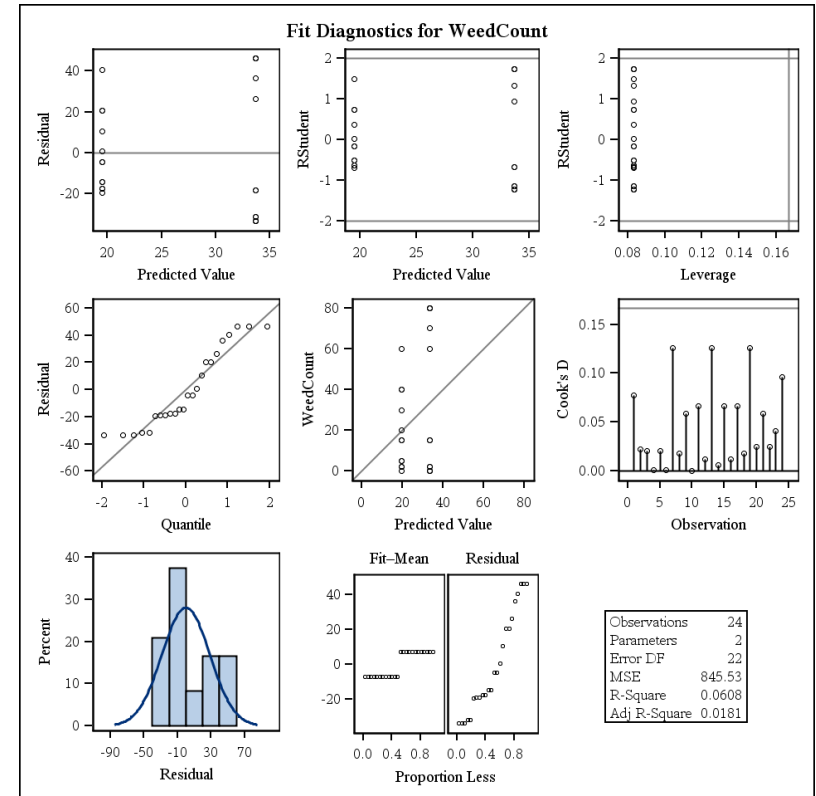 Fit Diagnostics for WeedCount
40
20
0
-20
Residual
20 25 30 35
Predicted Value
2
1
0
-1
-2
RStudent
20 25 30 35
Predicted Value
2
1
0
-1
-2
RStudent
0.08 0.10 0.12 0.14 0.16
Leverage
60
40
20
0
-20
-40
-60
Residual
-2 -1 0 1 2
Quantile
80
60
40
20
0
WeedCount
0 20 40 60 80
Predicted Value
0.15
0.10
0.05
0.00
Cook's D
0 5 10 15 20 25
Observation
40
30
20
10
0
Percent
-90 -50 -10 30 70
Residual
Fit–Mean Residual
40
20
0
-20
0.0 0.4 0.8 0.0 0.4 0.8
Proportion Less
Observations 24
Parameters 2
Error DF 22
MSE 845.53
R-Square 0.0608
Adj R-Square 0.0181